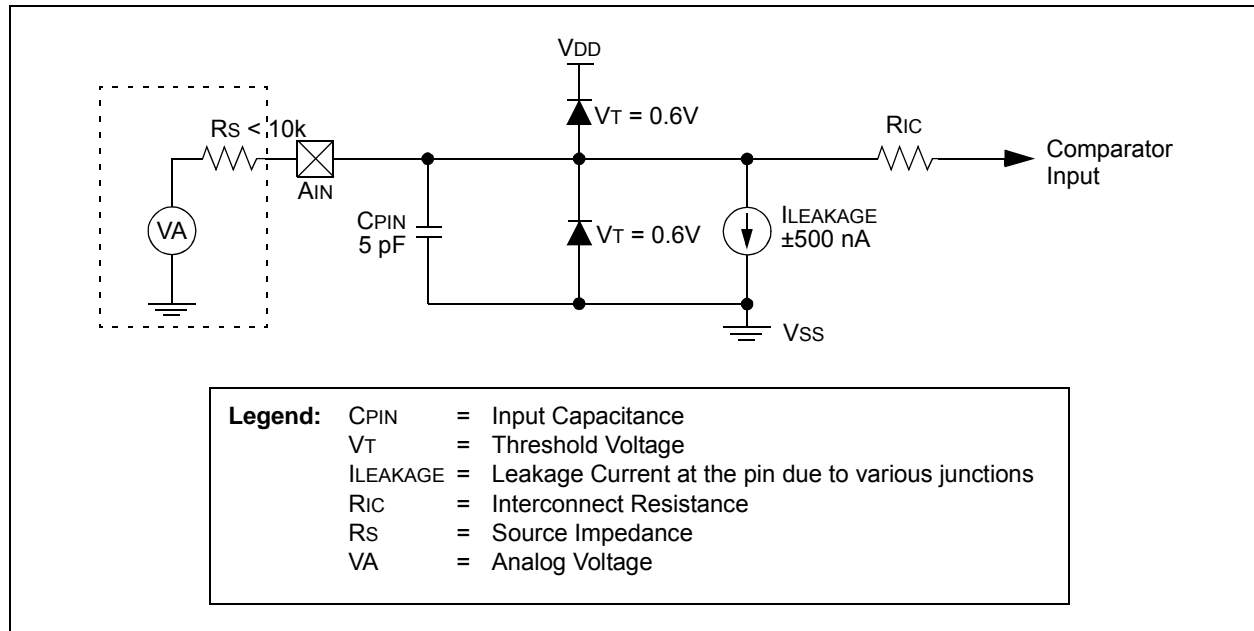 VDD
VT = 0.6V
RS < 10k
RIC
AIN
Comparator
Input
CPIN
5 pF
VA
VT = 0.6V
ILEAKAGE
±500 nA
VSS
Legend: CPIN = Input Capacitance
VT = Threshold Voltage
ILEAKAGE = Leakage Current at the pin due to various junctions
RIC = Interconnect Resistance
RS = Source Impedance
VA = Analog Voltage